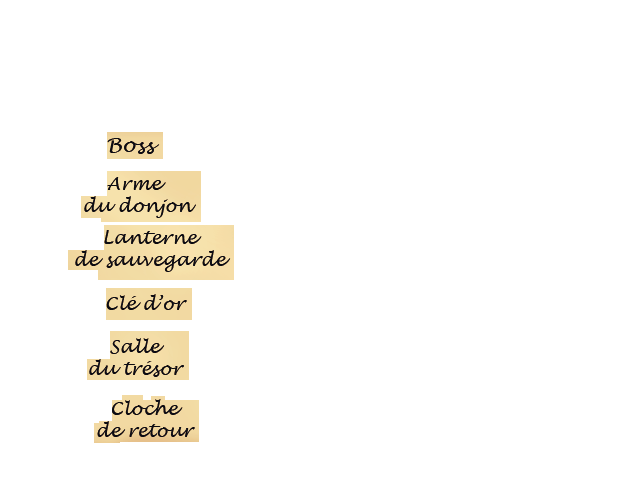 Boss
Arme
du donjon
Lanterne
de sauvegarde
Clé d'or
Salle
du trésor
Cloche
de retour